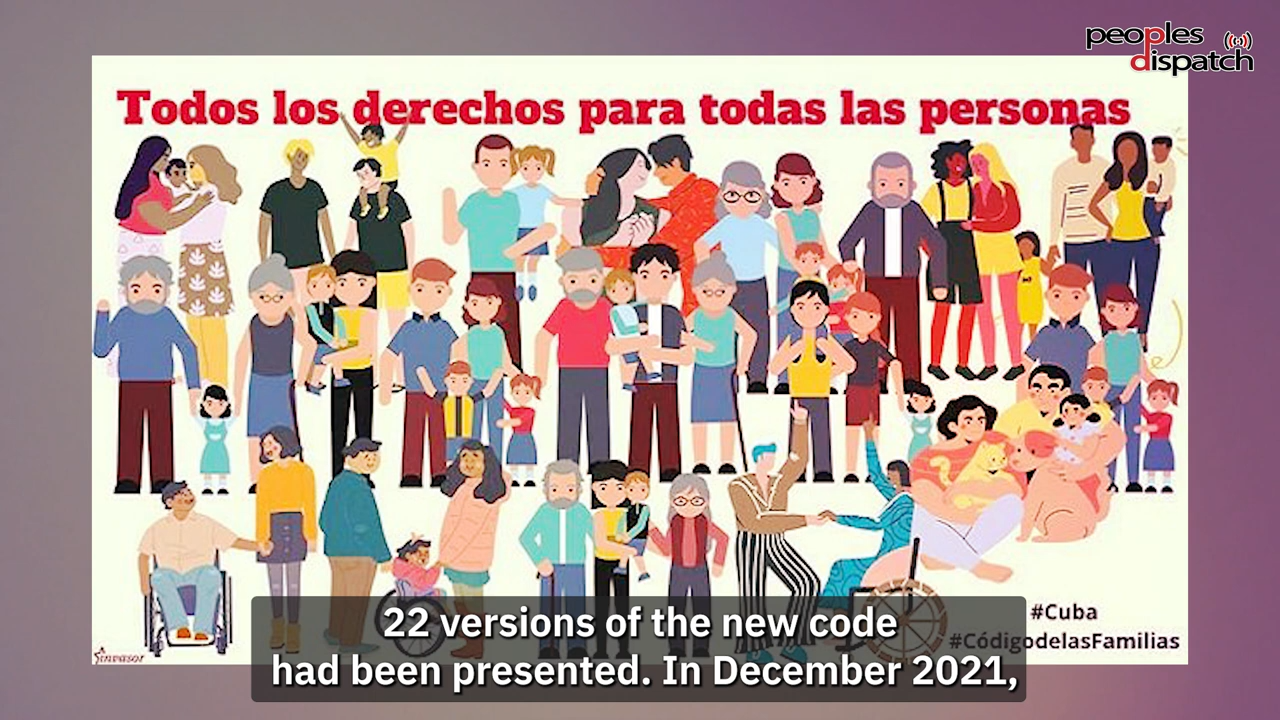 peoples
dispatch
Todos los derechos para todas las personas
invasor
#Cuba
#CódigodelasFamilias
22 versions of the new code
had been presented. In December 2021,